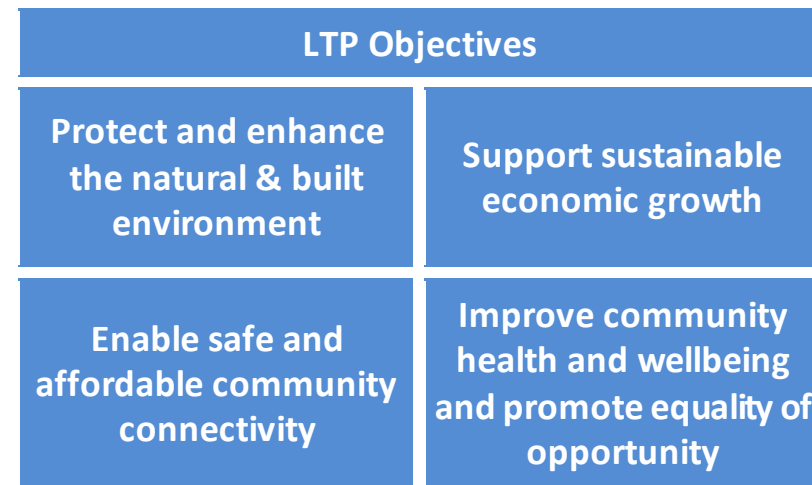 LTP Objectives
Protect and enhance
the natural & built
environment
Support sustainable
economic growth
Enable safe and
affordable community
connectivity
Improve community
health and wellbeing
and promote equality of
opportunity